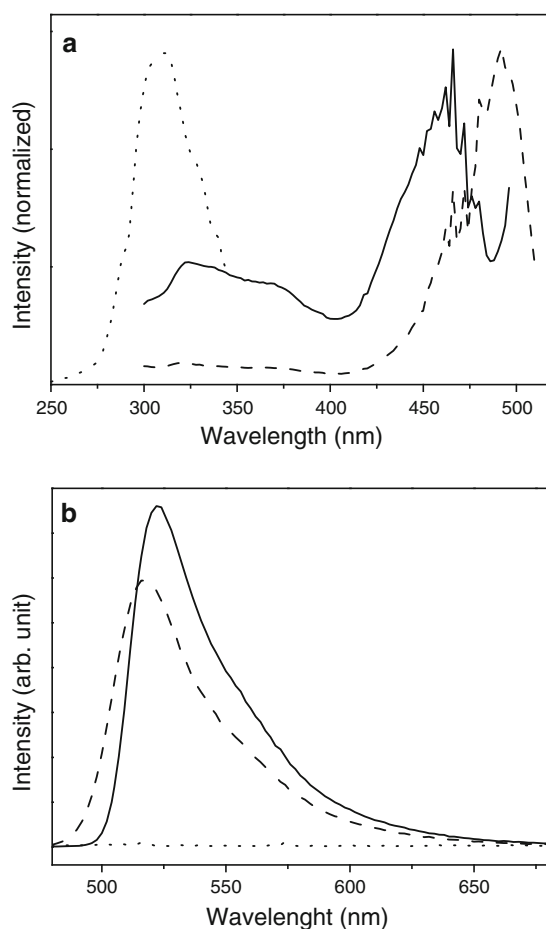 a
Intensity (normalized)
250 300 350 400 450 500
Wavelength (nm)
b
Intensity (arb. unit)
500 550 600 650
Wavelenght (nm)